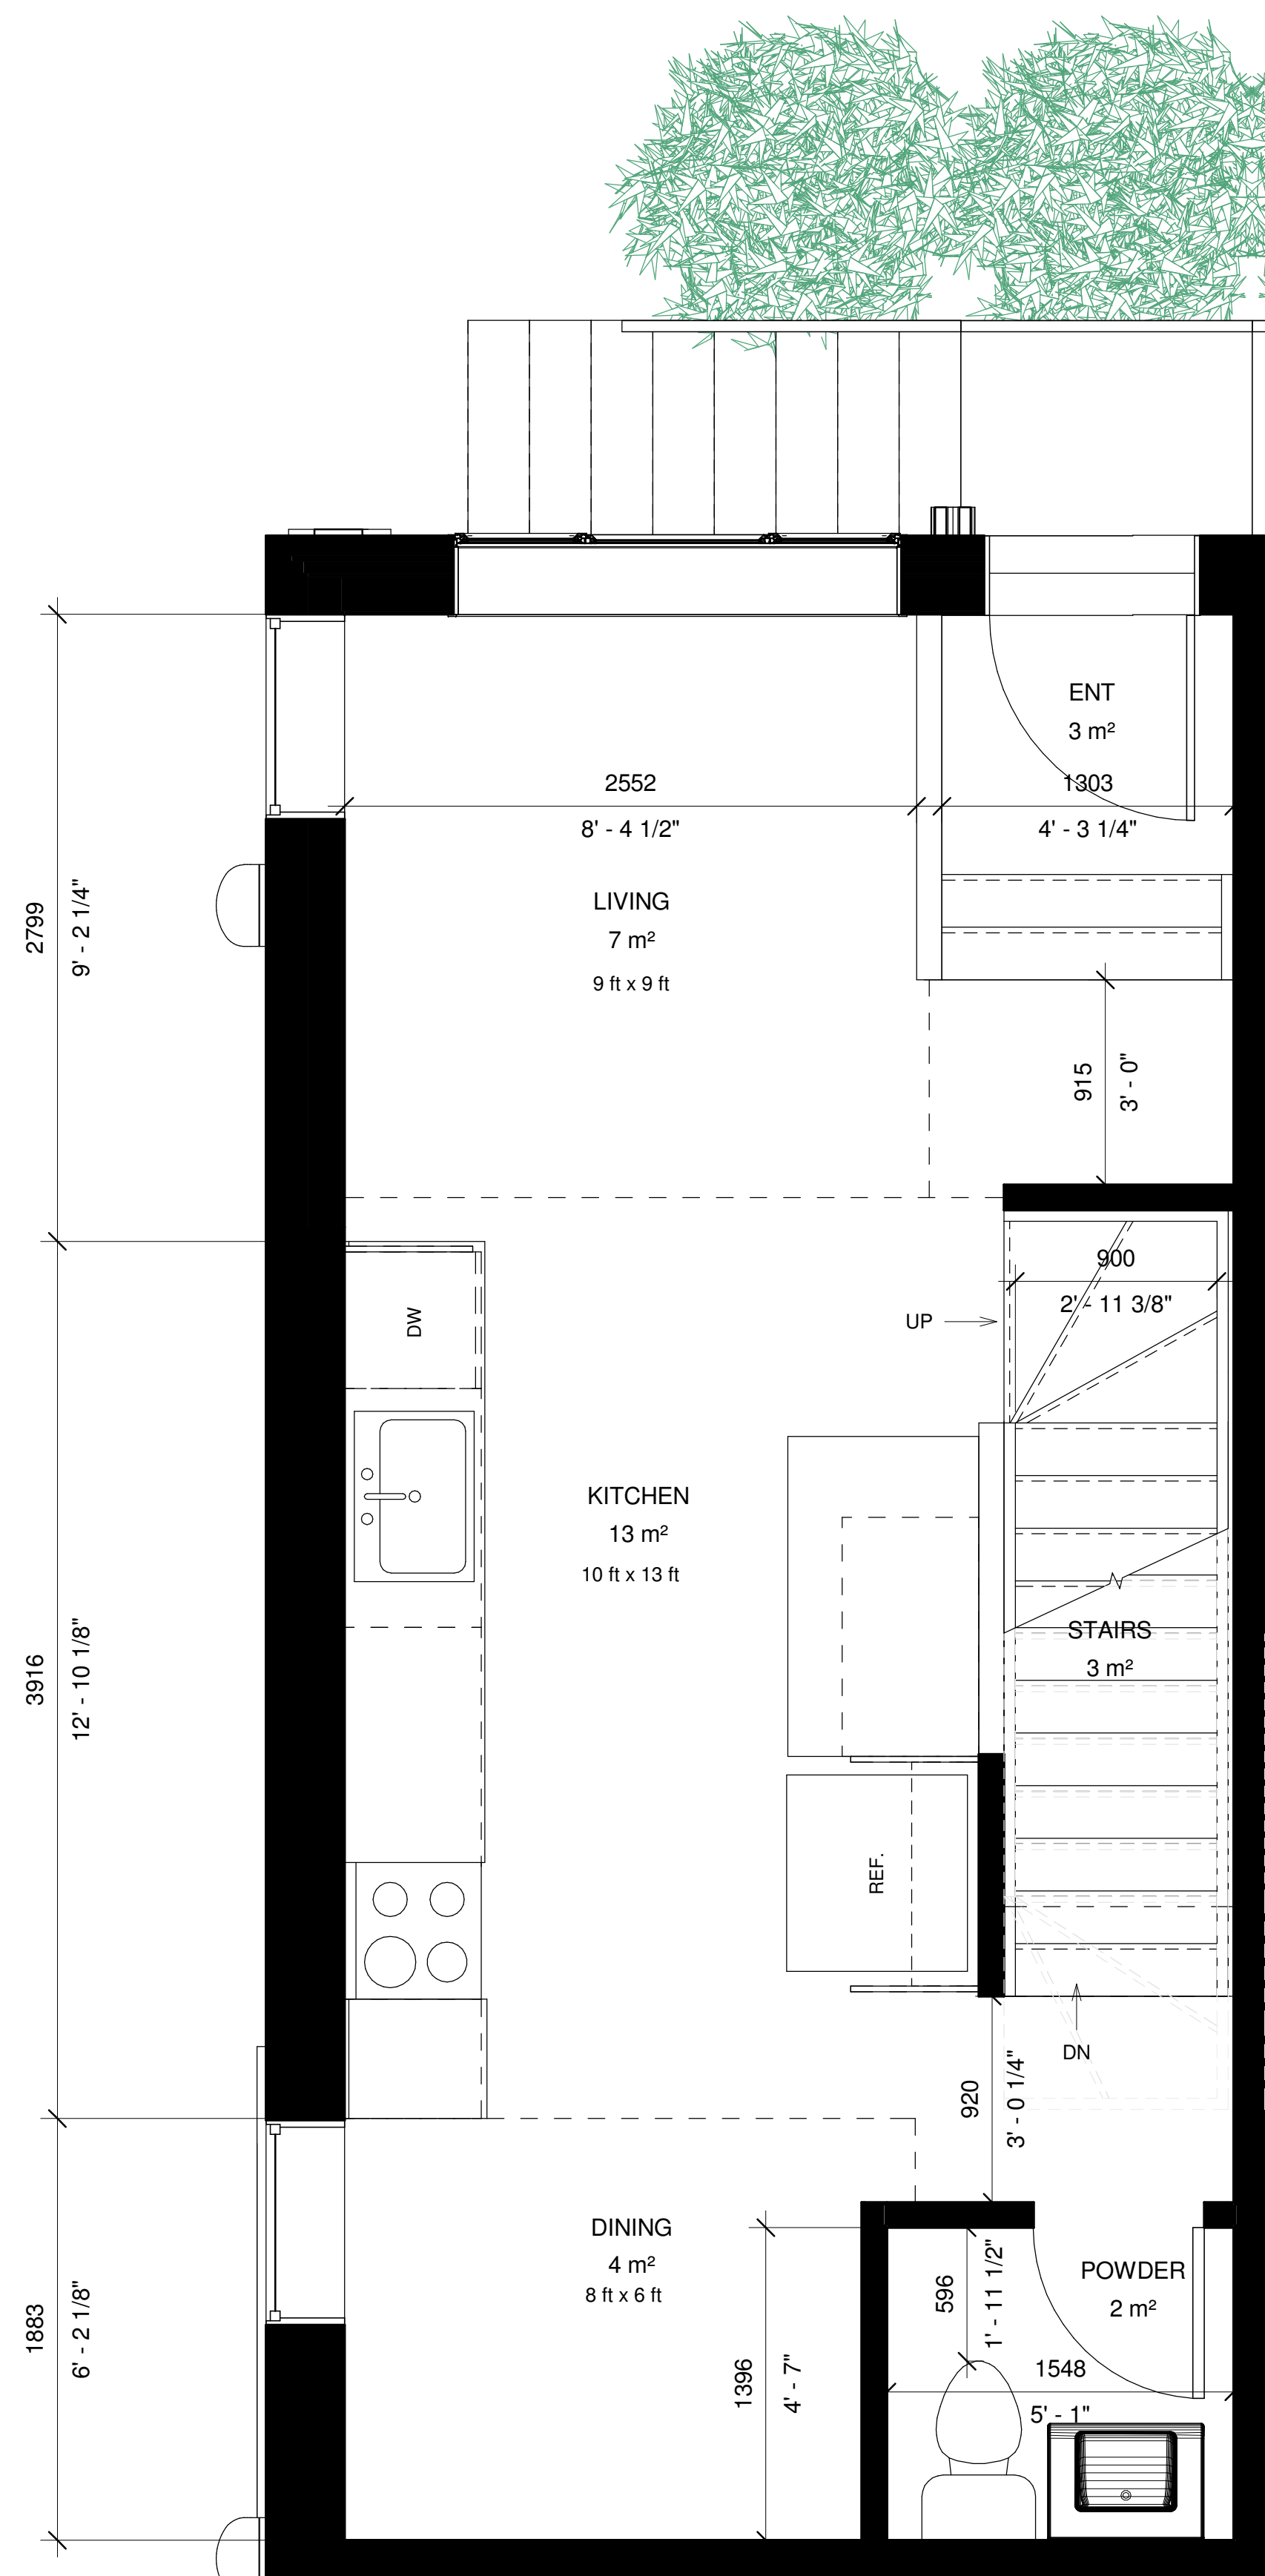 ENT
3 m²
2552
8' - 4 1/2"
1303
4' - 3 1/4"
2799
9' - 2 1/4"
LIVING
7 m²
9 ft x 9 ft
915
3' - 0"
900
2' - 11 3/8"
UP
DW
KITCHEN
13 m²
10 ft x 13 ft
3916
12' - 10 1/8"
STAIRS
3 m²
REF.
DN
920
3' - 0 1/4"
DINING
4 m²
8 ft x 6 ft
1883
6' - 2 1/8"
1396
4' - 7"
596
1' - 11 1/2"
POWDER
2 m²
1548
5' - 1"